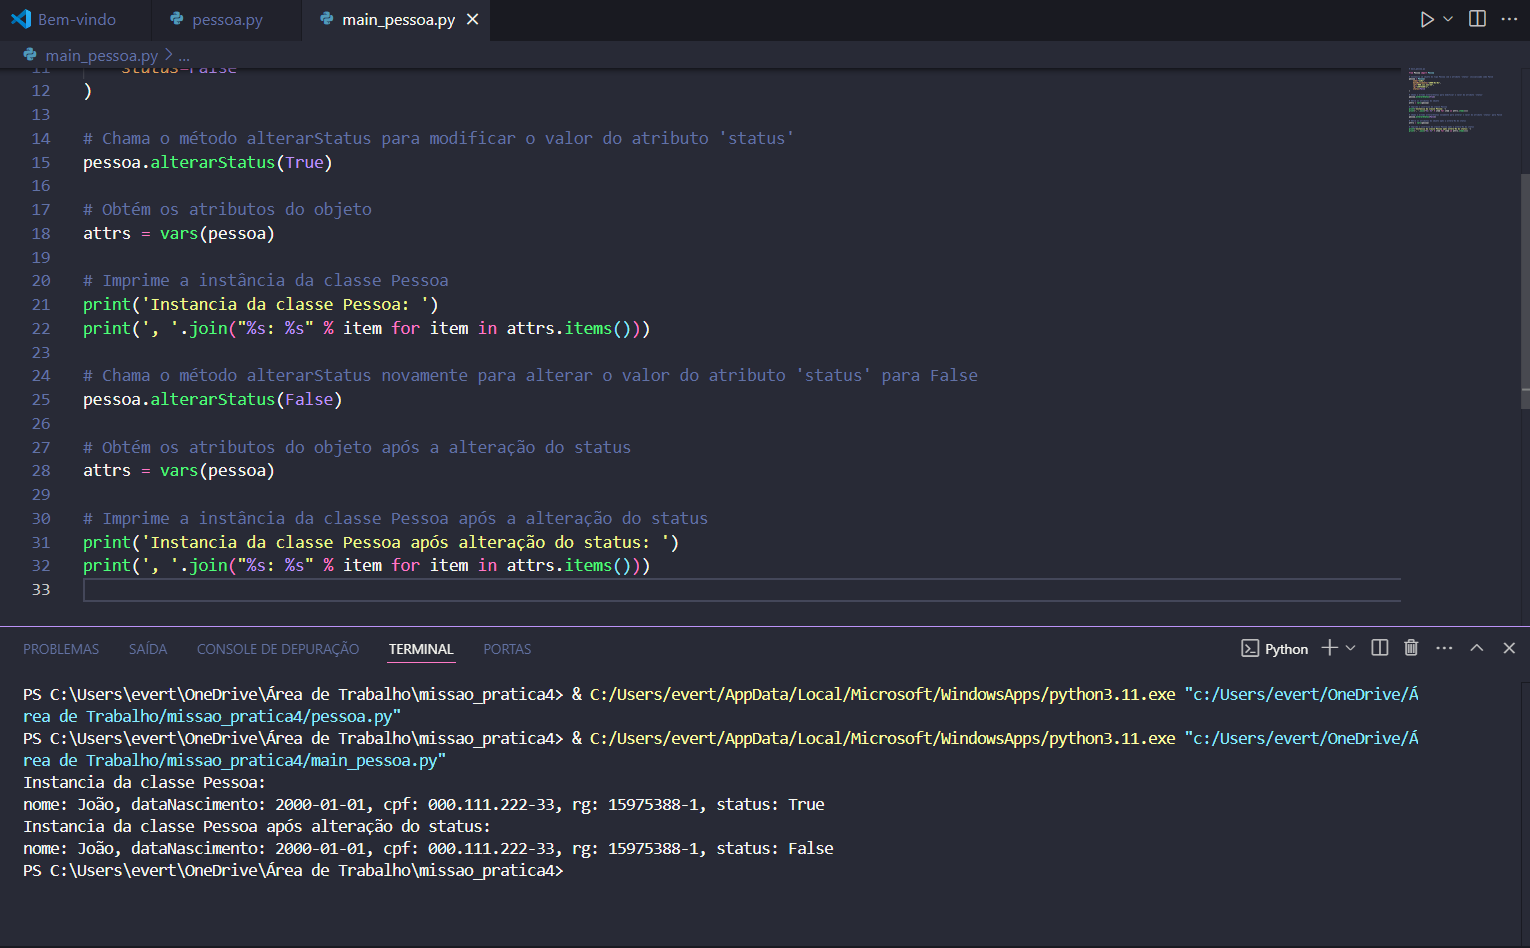 Bem-vindo
pessoa.py
main_pessoa.py
main_pessoa.py > ...
11 status=False
12 )
13
14 # Chama o método alterarStatus para modificar o valor do atributo 'status'
15 pessoa.alterarStatus(True)
16
17 # Obtém os atributos do objeto
18 attrs = vars(pessoa)
19
20 # Imprime a instância da classe Pessoa
21 print('Instancia da classe Pessoa: ')
22 print(', '.join("%s: %s" % item for item in attrs.items()))
23
24 # Chama o método alterarStatus novamente para alterar o valor do atributo 'status' para False
25 pessoa.alterarStatus(False)
26
27 # Obtém os atributos do objeto após a alteração do status
28 attrs = vars(pessoa)
29
30 # Imprime a instância da classe Pessoa após a alteração do status
31 print('Instancia da classe Pessoa após alteração do status: ')
32 print(', '.join("%s: %s" % item for item in attrs.items()))
33
PROBLEMAS SAÍDA CONSOLE DE DEPURAÇÃO TERMINAL PORTAS
Python
PS C:\Users\evert\OneDrive\Área de Trabalho\missao_pratica4> & C:/Users/evert/AppData/Local/Microsoft/WindowsApps/python3.11.exe "c:/Users/evert/OneDrive/Á
rea de Trabalho/missao_pratica4/pessoa.py"
PS C:\Users\evert\OneDrive\Área de Trabalho\missao_pratica4> & C:/Users/evert/AppData/Local/Microsoft/WindowsApps/python3.11.exe "c:/Users/evert/OneDrive/Á
rea de Trabalho/missao_pratica4/main_pessoa.py"
Instancia da classe Pessoa:
nome: João, dataNascimento: 2000-01-01, cpf: 000.111.222-33, rg: 15975388-1, status: True
Instancia da classe Pessoa após alteração do status:
nome: João, dataNascimento: 2000-01-01, cpf: 000.111.222-33, rg: 15975388-1, status: False
PS C:\Users\evert\OneDrive\Área de Trabalho\missao_pratica4>